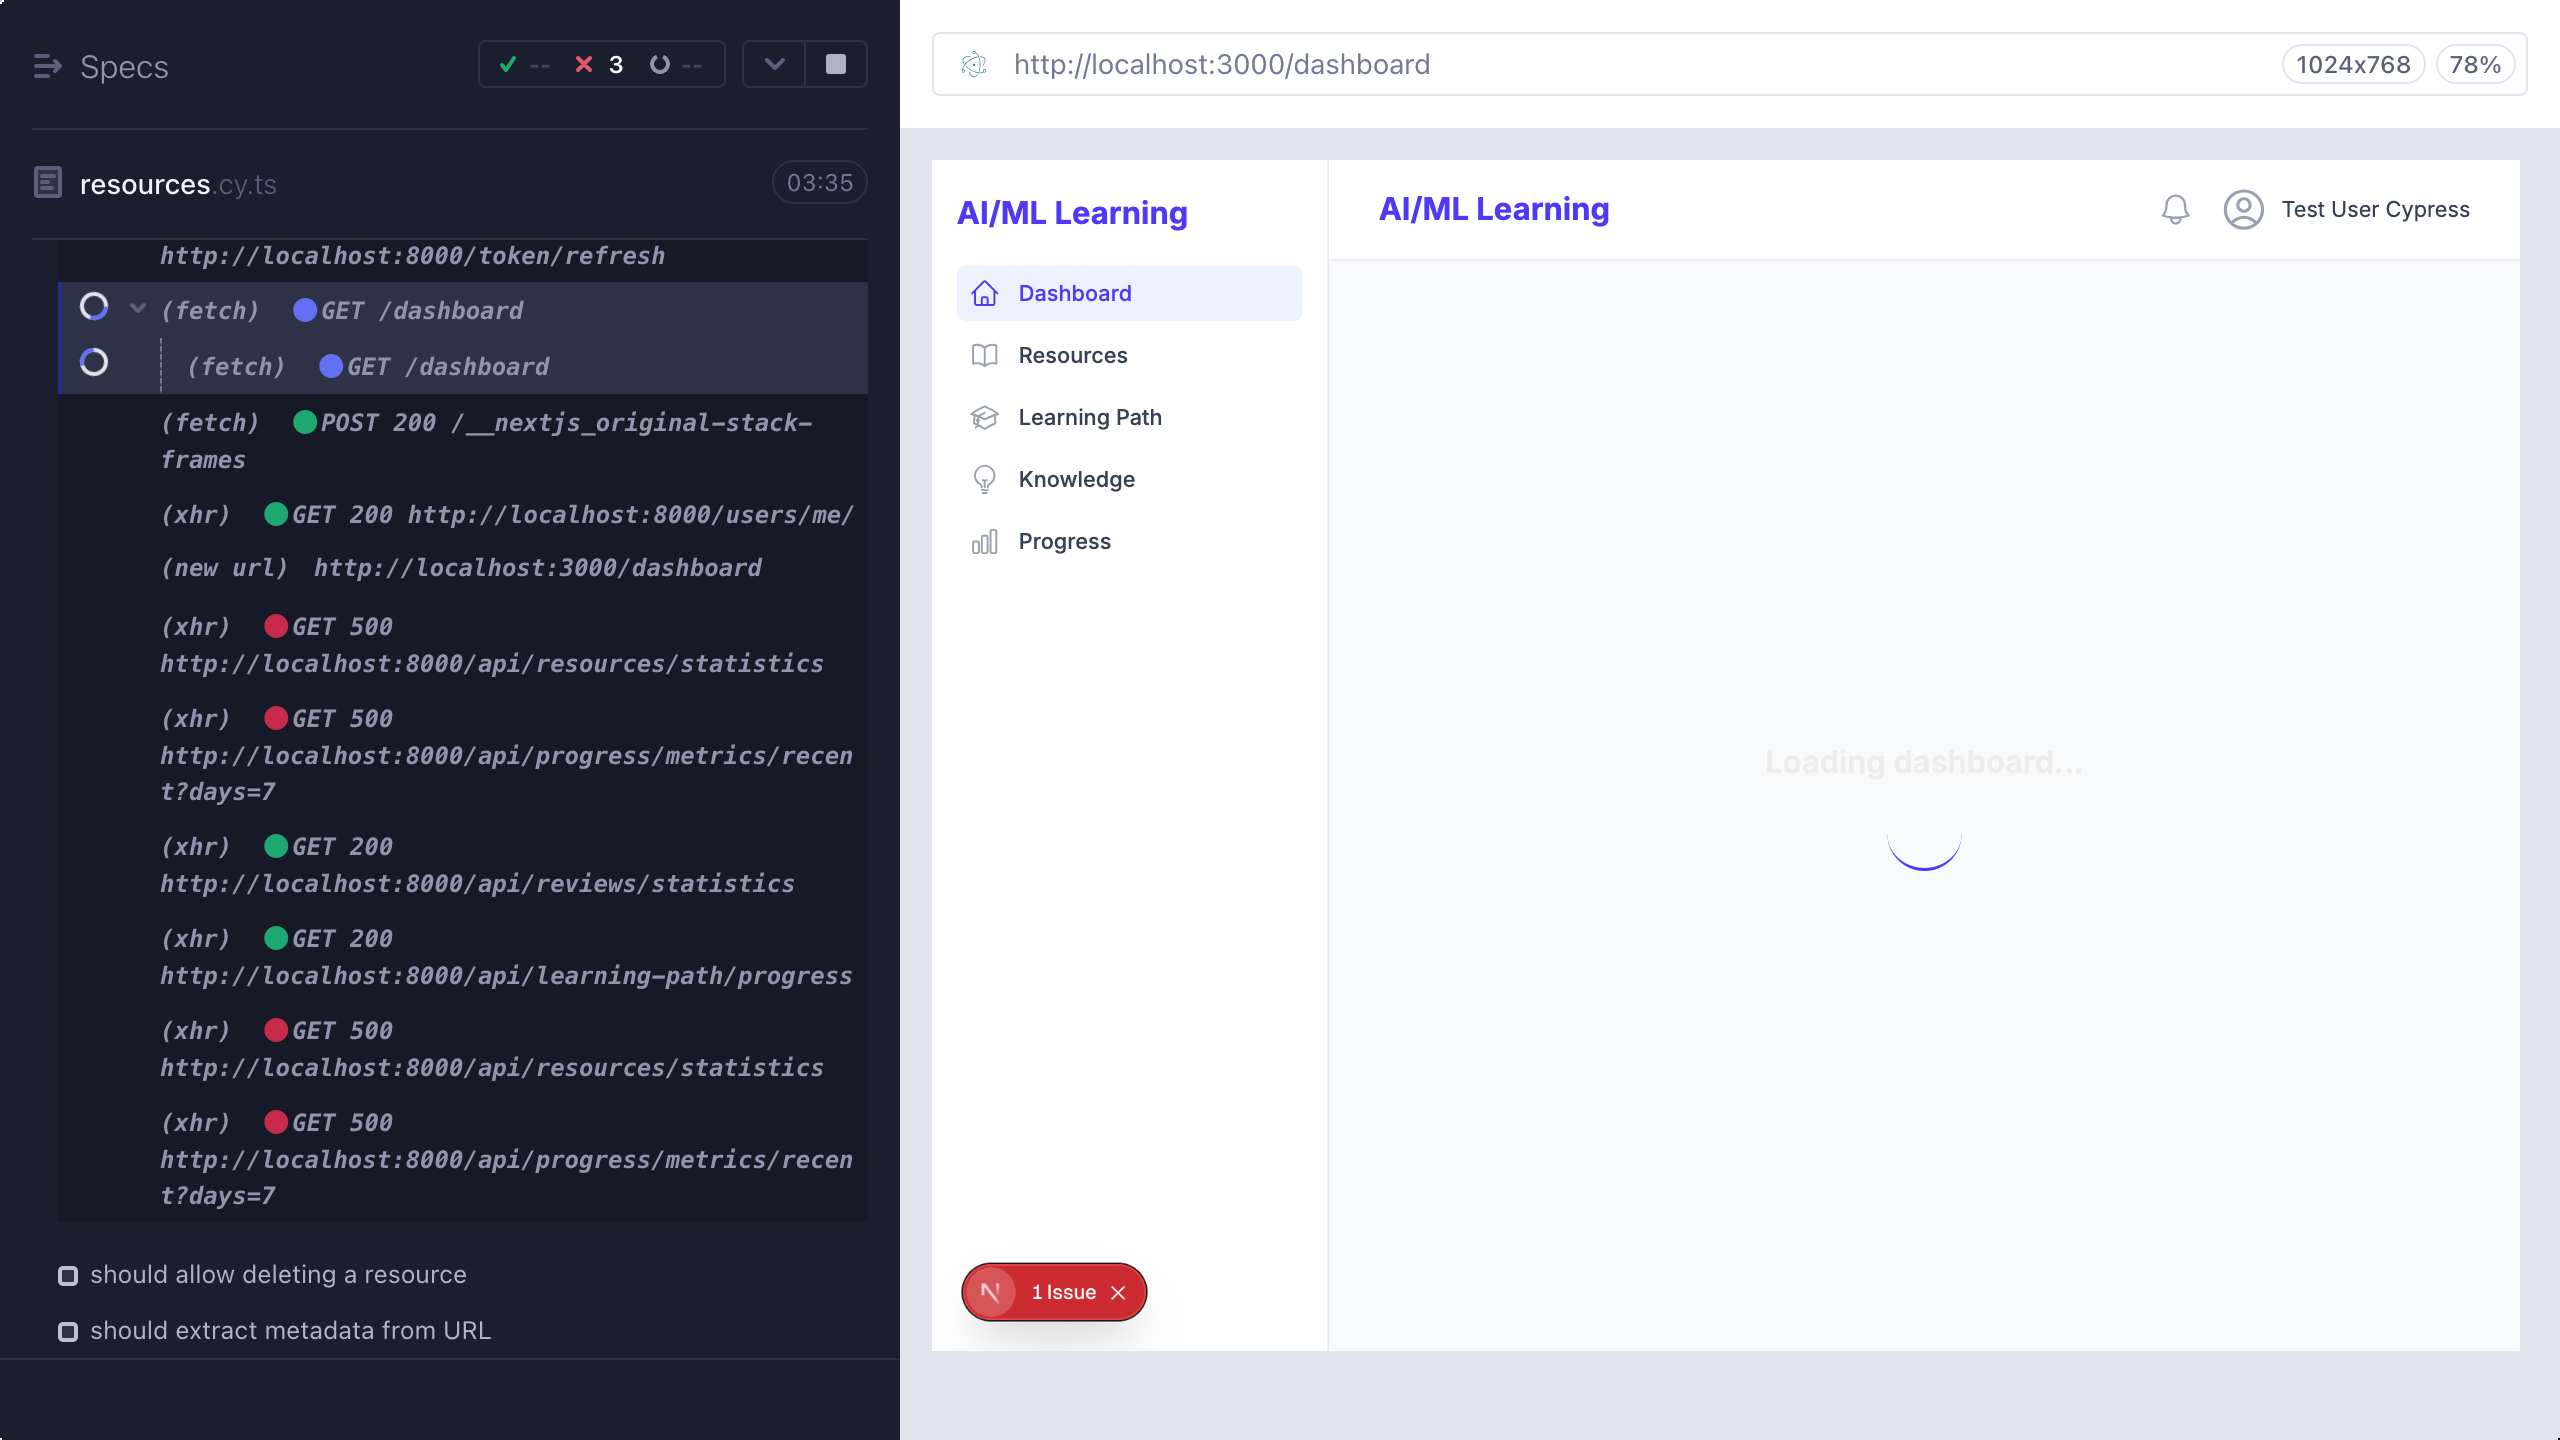 Specs
-- 3 --
resources.cy.ts 03:35
http://localhost:8000/token/refresh
(fetch) GET /dashboard
(fetch) GET /dashboard
(fetch) POST 200 /__nextjs_original-stack-
frames
(xhr) GET 200 http://localhost:8000/users/me/
(new url) http://localhost:3000/dashboard
(xhr) GET 500
http://localhost:8000/api/resources/statistics
(xhr) GET 500
http://localhost:8000/api/progress/metrics/recen
t?days=7
(xhr) GET 200
http://localhost:8000/api/reviews/statistics
(xhr) GET 200
http://localhost:8000/api/learning-path/progress
(xhr) GET 500
http://localhost:8000/api/resources/statistics
(xhr) GET 500
http://localhost:8000/api/progress/metrics/recen
t?days=7
should allow deleting a resource
should extract metadata from URL
http://localhost:3000/dashboard
1024x768
78%
AI/ML Learning
Dashboard
Resources
Learning Path
Knowledge
Progress
N 1 Issue
AI/ML Learning
Test User Cypress
Loading dashboard...